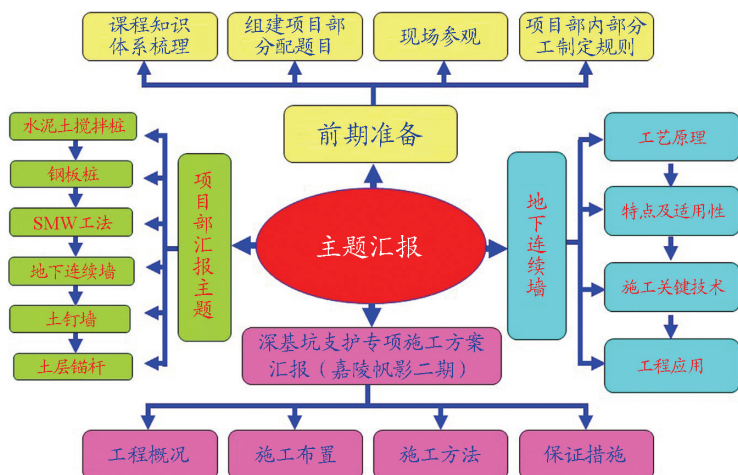 课程知识
体系梳理
组建项目部
分配题目
现场参观
项目部内部分
工制定规则
前期准备
水泥土搅拌桩
钢板桩
SMW工法
地下连续墙
土钉墙
土层锚杆
项目部汇报主题
主题汇报
地下连续墙
工艺原理
特点及适用性
施工关键技术
工程应用
深基坑支护专项施工方案
汇报（嘉陵帆影二期）
工程概况
施工布置
施工方法
保证措施